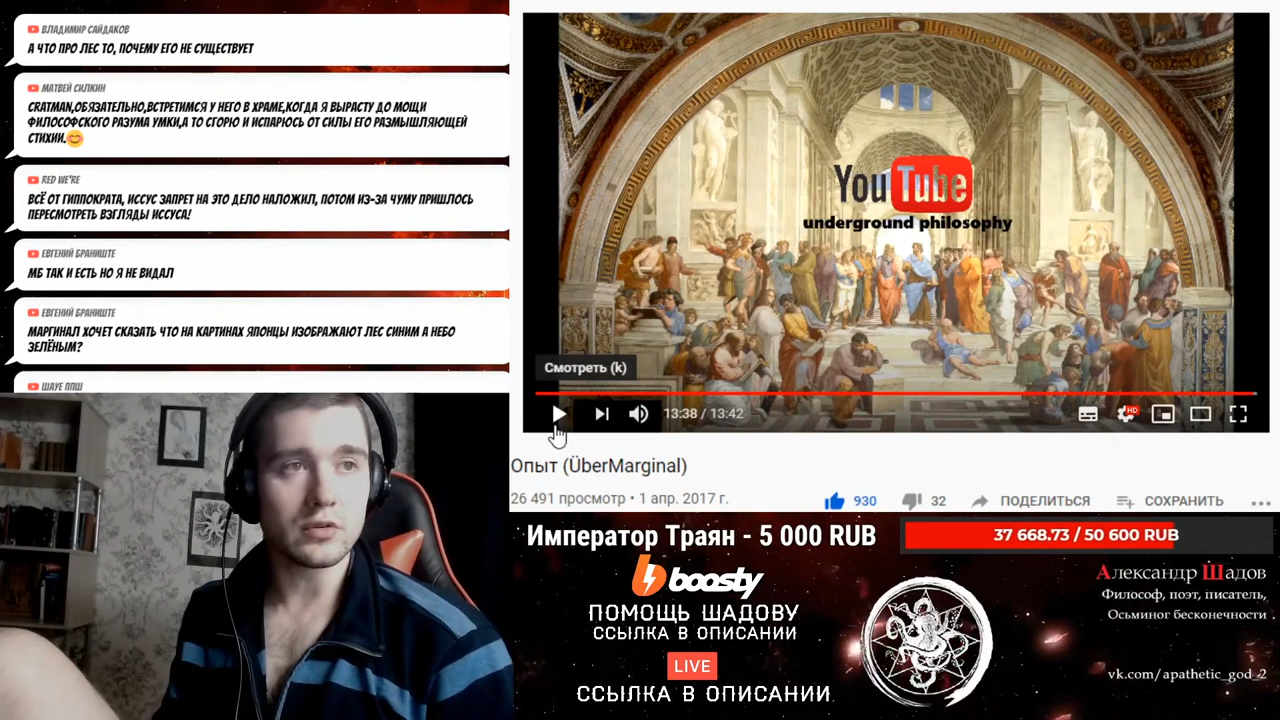 ВЛАДИМИР САЙДАКОВ
А ЧТО ПРО ЛЕС ТО, ПОЧЕМУ ЕГО НЕ СУЩЕСТВУЕТ
МАТВЕЙ СИЛКИН
CRATMAN,ОБЯЗАТЕЛЬНО,ВСТРЕТИМСЯ У НЕГО В ХРАМЕ,КОГДА Я ВЫРАСТУ ДО МОЩИ
ФИЛОСОФСКОГО РАЗУМА УМКИ,А ТО СГОРЮ И ИСПАРЮСЬ ОТ СИЛЫ ЕГО РАЗМЫШЛЯЮЩЕЙ
СТИХИИ.😊
RED WE'RE
ВСЁ ОТ ГИППОКРАТА, ИССУС ЗАПРЕТ НА ЭТО ДЕЛО НАЛОЖИЛ, ПОТОМ ИЗ-ЗА ЧУМУ ПРИШЛОСЬ
ПЕРЕСМОТРЕТЬ ВЗГЛЯДЫ ИССУСА!
ЕВГЕНИЙ БРАНИШТЕ
МБ ТАК И ЕСТЬ НО Я НЕ ВИДАЛ
ЕВГЕНИЙ БРАНИШТЕ
МАРГИНАЛ ХОЧЕТ СКАЗАТЬ ЧТО НА КАРТИНАХ ЯПОНЦЫ ИЗОБРАЖАЮТ ЛЕС СИНИМ А НЕБО
ЗЕЛЁНЫМ?
ШАУЕ ППШ
YouTube
underground philosophy
Смотреть (k)
13:38 / 13:42
HD
Опыт (ÜberMarginal)
26 491 просмотр • 1 апр. 2017 г.
930
32
ПОДЕЛИТЬСЯ
СОХРАНИТЬ
Император Траян - 5 000 RUB
37 668.73 / 50 600 RUB
boosty
ПОМОЩЬ ШАДОВУ
ССЫЛКА В ОПИСАНИИ
LIVE
ССЫЛКА В ОПИСАНИИ
Александр Шадов
Философ, поэт, писатель,
Осьминог бесконечности
vk.com/apathetic_god_2